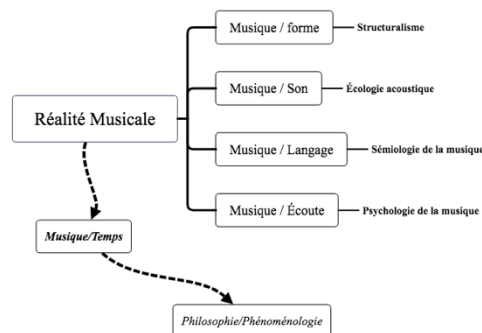 Musique / forme
Structuralisme
Musique / Son
Écologie acoustique
Réalité Musicale
Musique / Langage
Sémiologie de la musique
Musique / Écoute
Psychologie de la musique
Musique/Temps
Philosophie/Phénoménologie